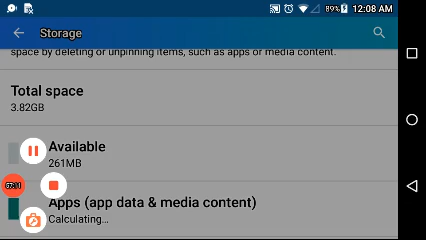 89% 12:08 AM
Storage
space by deleting or unpinning items, such as apps or media content.
Total space
3.82GB
Available
261MB
Apps (app data & media content)
Calculating...